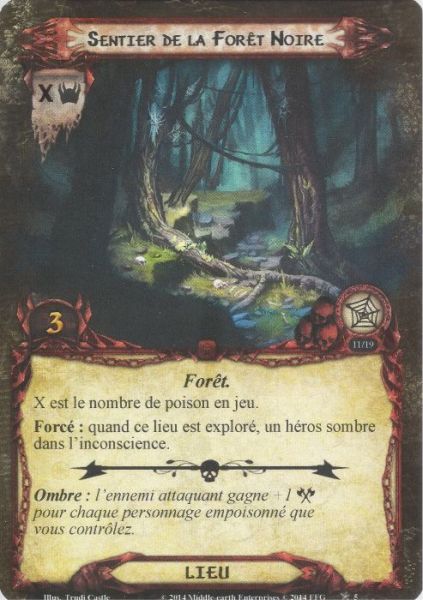 Sentier de la Forêt Noire
X
3
11/19
Forêt.
X est le nombre de poison en jeu.
Forcé : quand ce lieu est exploré, un héros sombre
dans l'inconscience.
Ombre : l'ennemi attaquant gagne +1
pour chaque personnage empoisonné que
vous contrôlez.
LIEU
Illus. Trudi Castle © 2014 Middle-earth Enterprises © 2014 FFG 5